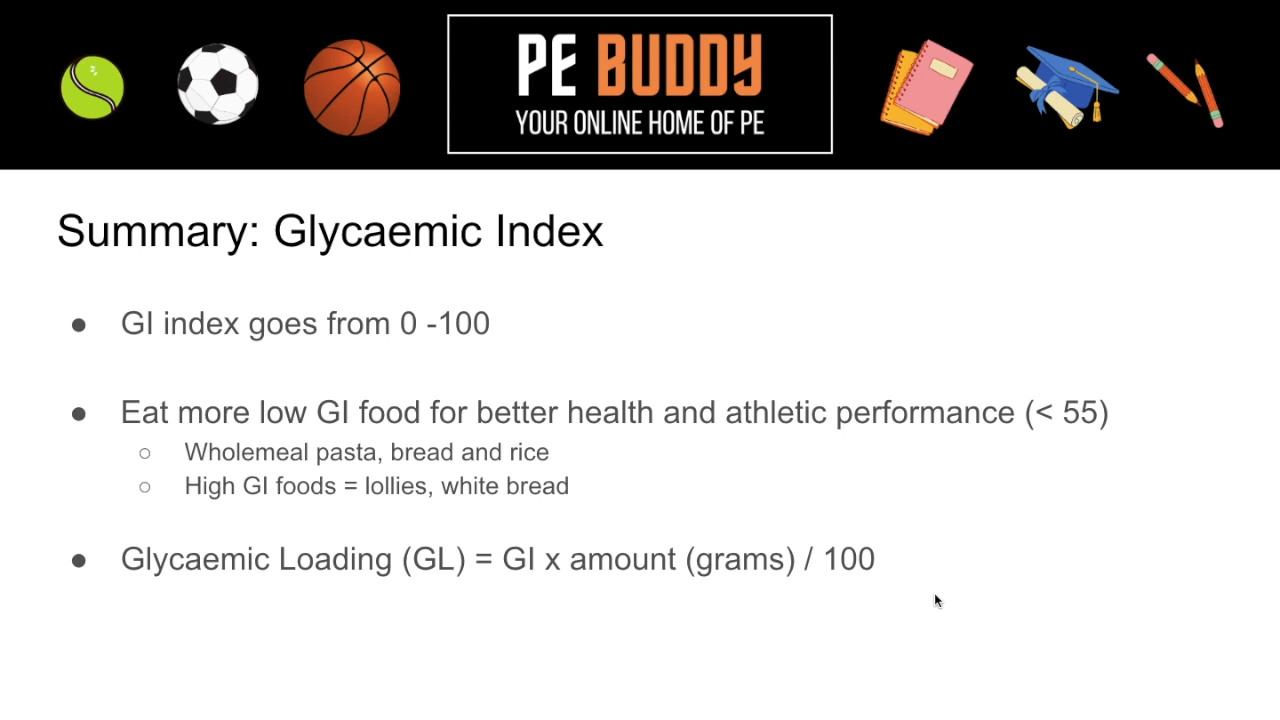 PE BUDDY
YOUR ONLINE HOME OF PE
Summary: Glycaemic Index
● GI index goes from 0 -100
● Eat more low GI food for better health and athletic performance (< 55)
○ Wholemeal pasta, bread and rice
○ High GI foods = lollies, white bread
● Glycaemic Loading (GL) = GI x amount (grams) / 100